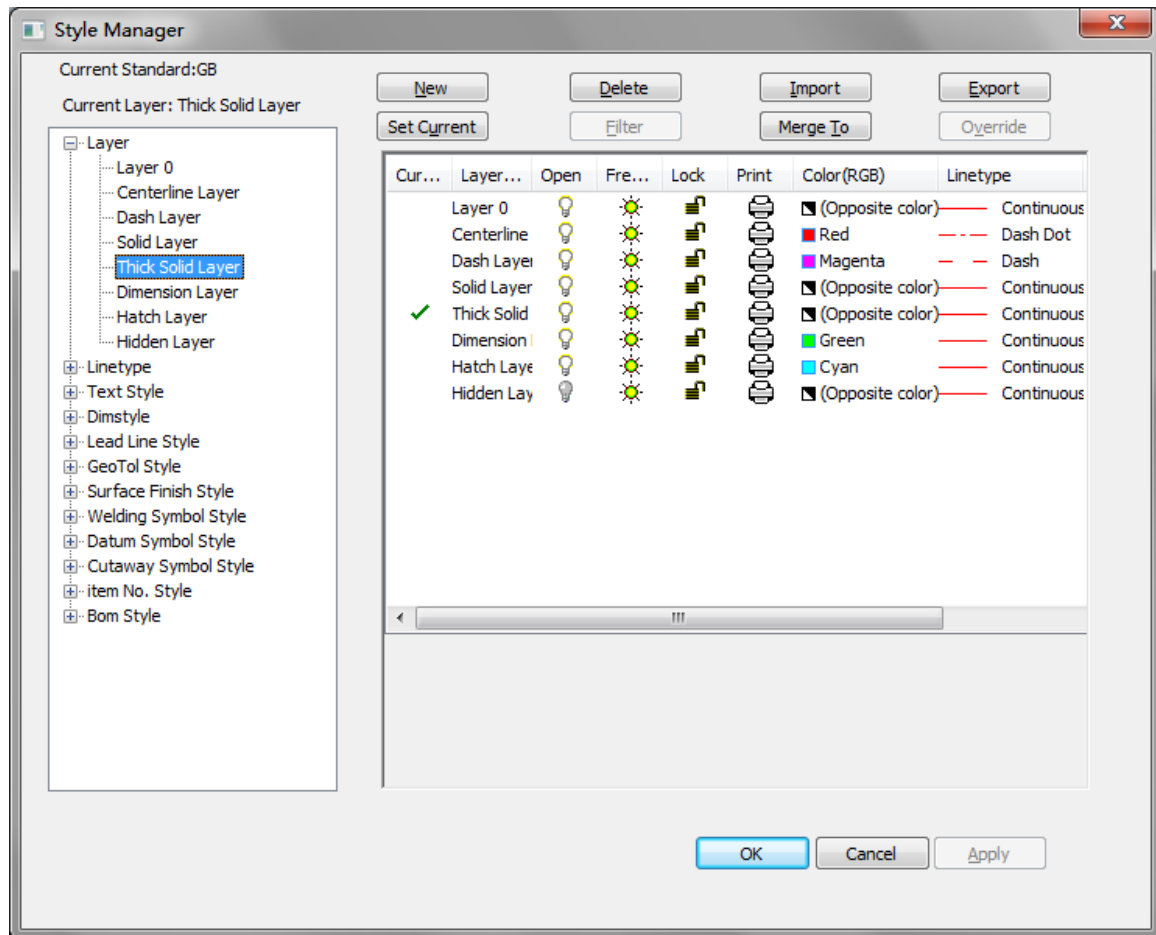 Style Manager
Current Standard:GB
Current Layer: Thick Solid Layer
New Delete Import Export
Set Current Filter Merge To Override
Layer
Layer 0
Centerline Layer
Dash Layer
Solid Layer
Thick Solid Layer
Dimension Layer
Hatch Layer
Hidden Layer
Linetype
Text Style
Dimstyle
Lead Line Style
GeoTol Style
Surface Finish Style
Welding Symbol Style
Datum Symbol Style
Cutaway Symbol Style
item No. Style
Bom Style
Cur... Layer... Open Fre... Lock Print Color(RGB) Linetype
Layer 0 (Opposite color) Continuous
Centerline Red Dash Dot
Dash Layer Magenta Dash
Solid Layer (Opposite color) Continuous
Thick Solid (Opposite color) Continuous
Dimension Green Continuous
Hatch Laye Cyan Continuous
Hidden Lay (Opposite color) Continuous
OK Cancel Apply